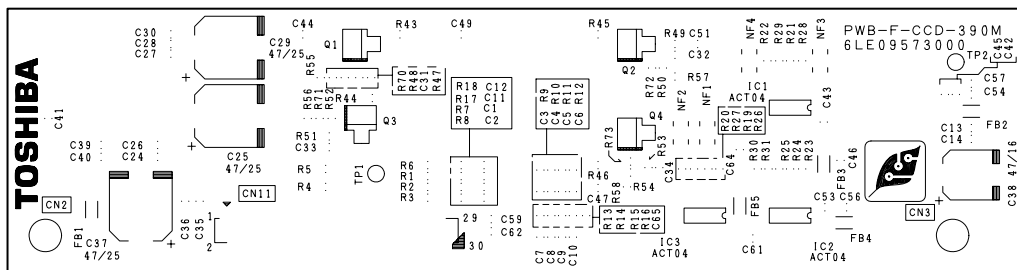 C30
C28
C27
C44
R43
C49
R45
Q1
C29
47/25
R55
R56
R71
R52
R44
Q3
R70
R48
C31
R47
R18 C12
R17 C11
R7 C1
R8 C2
C3 R9
C4 R10
C5 R11
C6 R12
Q2
R49
C51
C32
R57
R72
R50
NF2
NF1
Q4
NF4
R22
R29
R21
R28
NF3
IC1
ACT04
C43
PWB-F-CCD-390M
6LE09573000
C45
C42
TP2
C57
C54
FB2
TOSHIBA
C41
C39
C40
C26
C24
C25
47/25
R51
C33
R5
R4
TP1
R6
R1
R2
R3
R46
C47
R58
R54
R73
R53
C34
C64
R20
R27
R19
R26
R30
R31
R25
R24
R23
FB3
C46
C13
C14
C38 47/16
CN2
FB1
C37
47/25
C36
C35
CN11
1
2
29
30
C59
C62
C7
C8
C9
C10
R13
R14
R15
R16
C65
IC3
ACT04
FB5
C61
C53
C56
IC2
ACT04
FB4
CN3